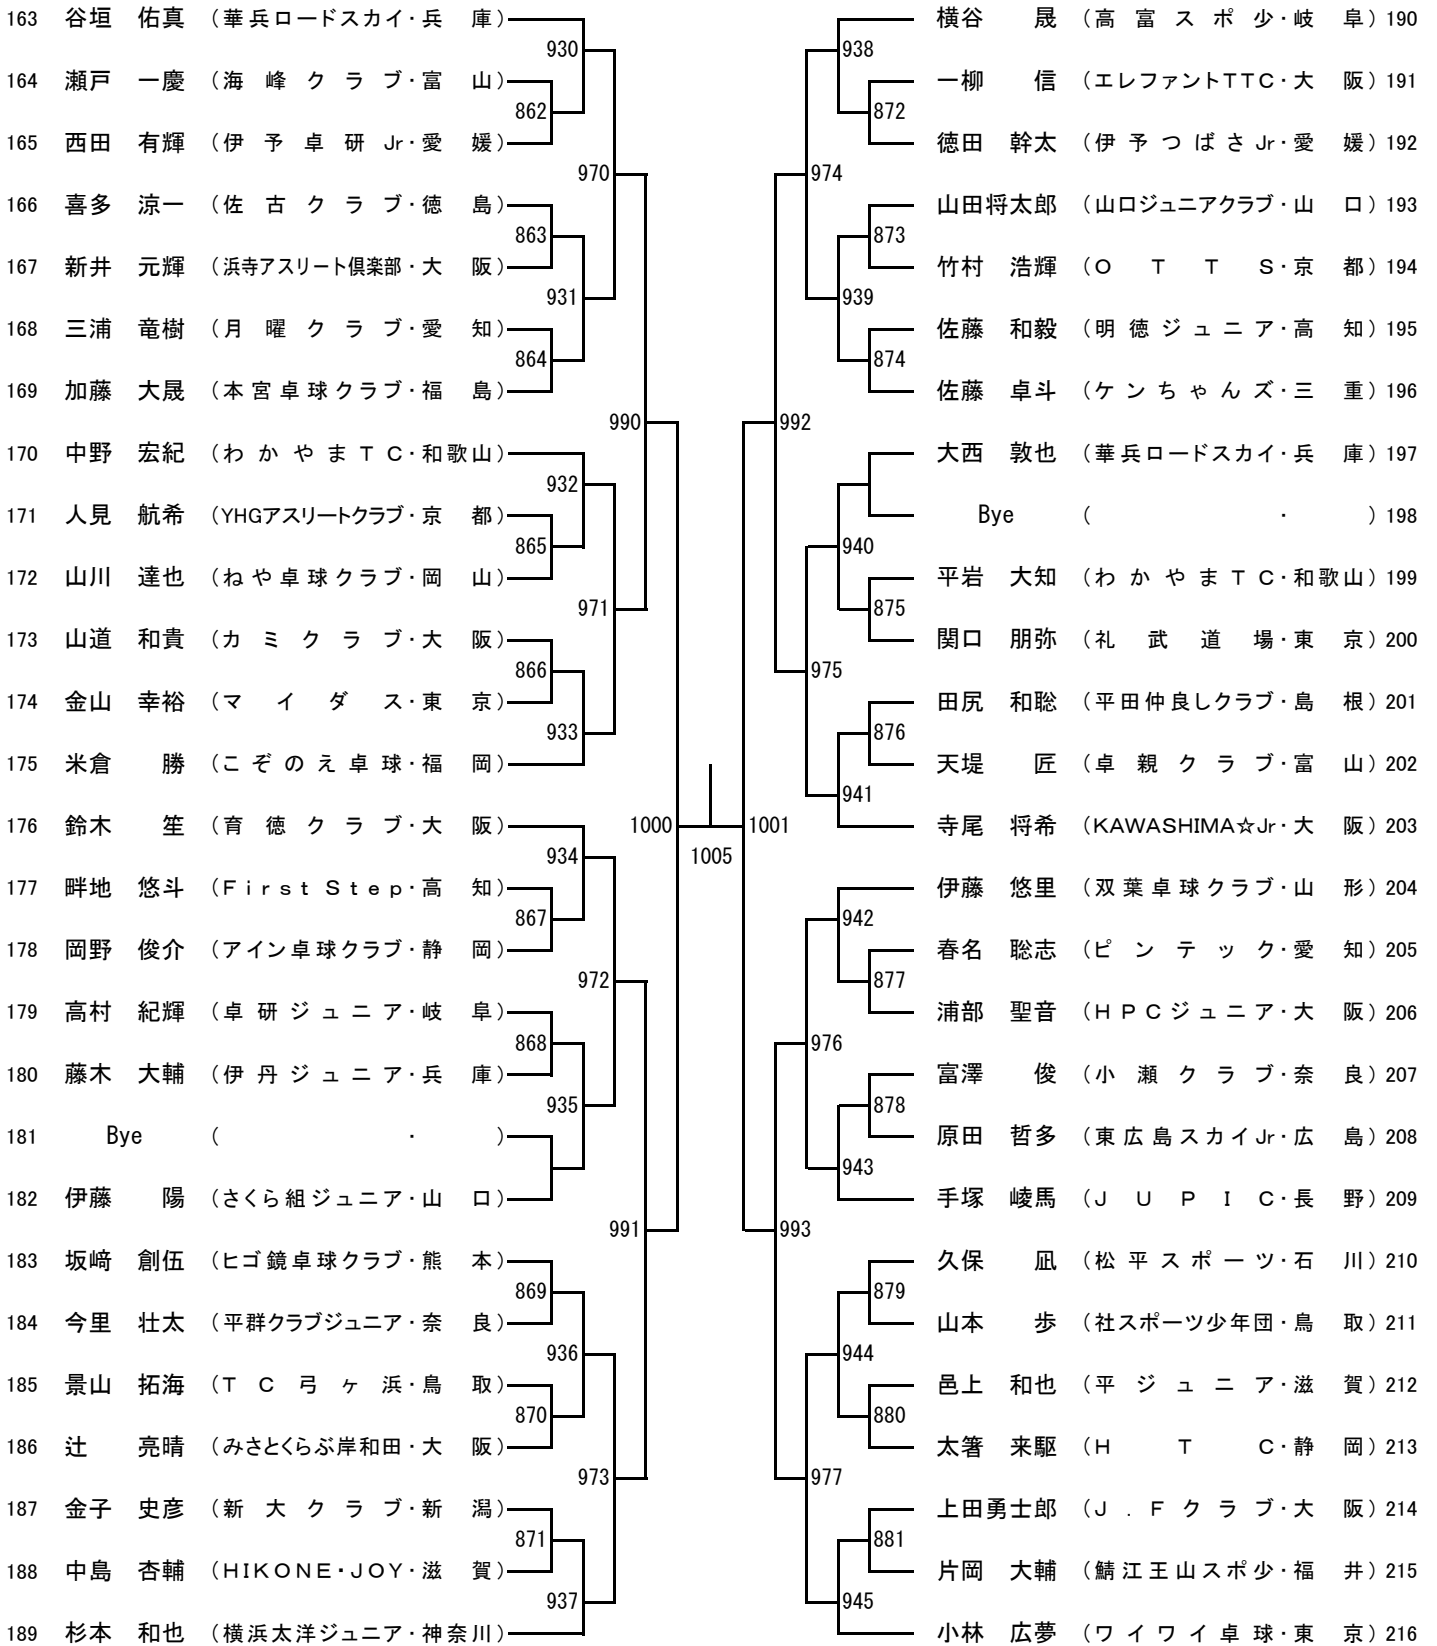 163 谷垣 佑真 (華兵ロードスカイ・兵庫)
930
164 瀬戸 一慶 (海峰クラブ・富山)
862
165 西田 有輝 (伊予卓研Jr・愛媛)
970
166 喜多 涼一 (佐古クラブ・徳島)
863
167 新井 元輝 (浜寺アスリート倶楽部・大阪)
931
168 三浦 竜樹 (月曜クラブ・愛知)
864
169 加藤 大晟 (本宮卓球クラブ・福島)
990
170 中野 宏紀 (わかやまTC・和歌山)
932
171 人見 航希 (YHGアスリートクラブ・京都)
865
172 山川 達也 (ねや卓球クラブ・岡山)
971
173 山道 和貴 (カミクラブ・大阪)
866
174 金山 幸裕 (マイダス・東京)
933
175 米倉 勝 (こぞのえ卓球・福岡)
176 鈴木 笙 (育徳クラブ・大阪)
1000
934
177 畔地 悠斗 (First Step・高知)
867
178 岡野 俊介 (アイン卓球クラブ・静岡)
972
179 高村 紀輝 (卓研ジュニア・岐阜)
868
180 藤木 大輔 (伊丹ジュニア・兵庫)
935
181 Bye ( ・ )
182 伊藤 陽 (さくら組ジュニア・山口)
991
183 坂﨑 創伍 (ヒゴ鏡卓球クラブ・熊本)
869
184 今里 壮太 (平群クラブジュニア・奈良)
936
185 景山 拓海 (TC弓ヶ浜・鳥取)
870
186 辻 亮晴 (みさとくらぶ岸和田・大阪)
973
187 金子 史彦 (新大クラブ・新潟)
871
188 中島 杏輔 (HIKONE・JOY・滋賀)
937
189 杉本 和也 (横浜太洋ジュニア・神奈川)
1005
横谷 晟 (高富スポ少・岐阜) 190
938
一柳 信 (エレファントTTC・大阪) 191
872
徳田 幹太 (伊予つばさJr・愛媛) 192
974
山田将太郎 (山口ジュニアクラブ・山口) 193
873
竹村 浩輝 (OTTS・京都) 194
939
佐藤 和毅 (明徳ジュニア・高知) 195
874
佐藤 卓斗 (ケンちゃんズ・三重) 196
992
大西 敦也 (華兵ロードスカイ・兵庫) 197
Bye ( ・ ) 198
940
平岩 大知 (わかやまTC・和歌山) 199
875
関口 朋弥 (礼武道場・東京) 200
975
田尻 和聡 (平田仲良しクラブ・島根) 201
876
天堤 匠 (卓親クラブ・富山) 202
941
寺尾 将希 (KAWASHIMA☆Jr・大阪) 203
1001
伊藤 悠里 (双葉卓球クラブ・山形) 204
942
春名 聡志 (ピンテック・愛知) 205
877
浦部 聖音 (HPCジュニア・大阪) 206
976
富澤 俊 (小瀬クラブ・奈良) 207
878
原田 哲多 (東広島スカイJr・広島) 208
943
手塚 崚馬 (JUPIC・長野) 209
993
久保 凪 (松平スポーツ・石川) 210
879
山本 歩 (社スポーツ少年団・鳥取) 211
944
邑上 和也 (平ジュニア・滋賀) 212
880
太箸 来駆 (HTC・静岡) 213
977
上田勇士郎 (J.Fクラブ・大阪) 214
881
片岡 大輔 (鯖江王山スポ少・福井) 215
945
小林 広夢 (ワイワイ卓球・東京) 216